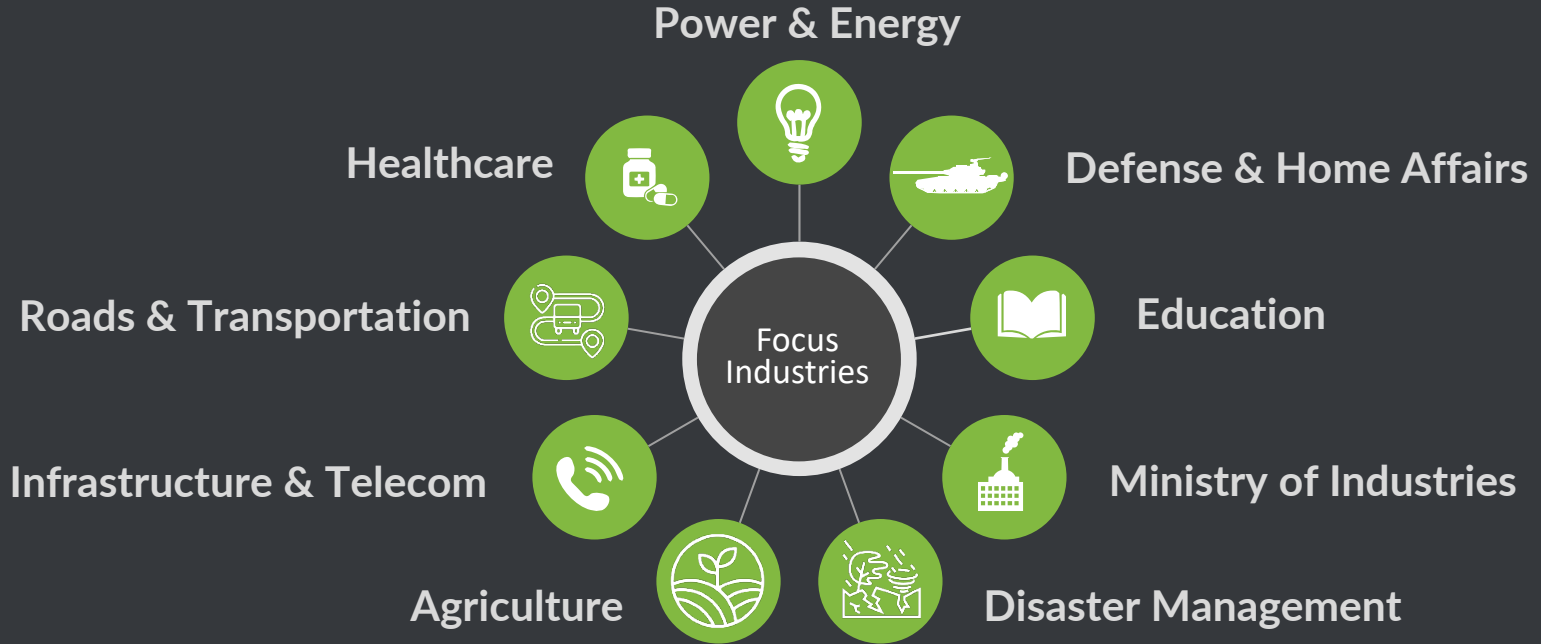 Power & Energy
Healthcare
Defense & Home Affairs
Roads & Transportation
Education
Focus
Industries
Infrastructure & Telecom
Ministry of Industries
Agriculture
Disaster Management